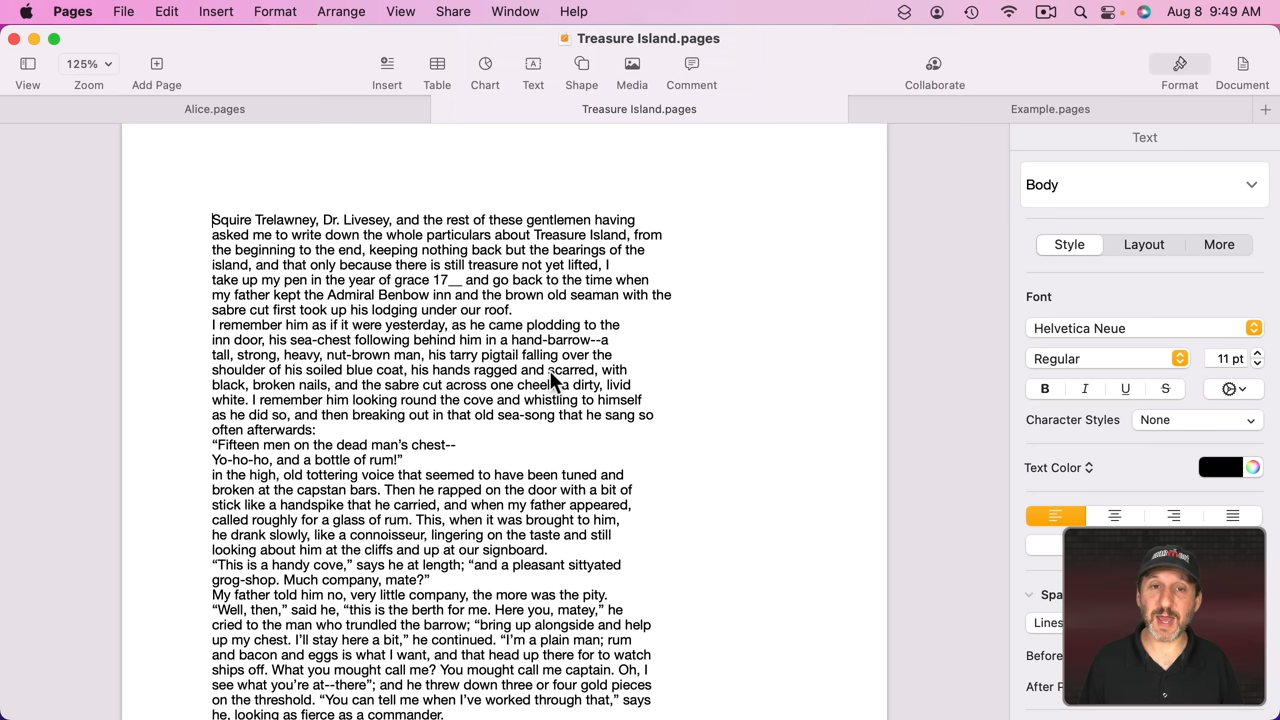 Pages File Edit Insert Format Arrange View Share Window Help Aug 8 9:49 AM
Treasure Island.pages
125%
View Zoom Add Page Insert Table Chart Text Shape Media Comment Collaborate Format Document
Alice.pages Treasure Island.pages Example.pages
Squire Trelawney, Dr. Livesey, and the rest of these gentlemen having
asked me to write down the whole particulars about Treasure Island, from
the beginning to the end, keeping nothing back but the bearings of the
island, and that only because there is still treasure not yet lifted, I
take up my pen in the year of grace 17__ and go back to the time when
my father kept the Admiral Benbow inn and the brown old seaman with the
sabre cut first took up his lodging under our roof.
I remember him as if it were yesterday, as he came plodding to the
inn door, his sea-chest following behind him in a hand-barrow--a
tall, strong, heavy, nut-brown man, his tarry pigtail falling over the
shoulder of his soiled blue coat, his hands ragged and scarred, with
black, broken nails, and the sabre cut across one cheek, a dirty, livid
white. I remember him looking round the cove and whistling to himself
as he did so, and then breaking out in that old sea-song that he sang so
often afterwards:
“Fifteen men on the dead man’s chest--
Yo-ho-ho, and a bottle of rum!”
in the high, old tottering voice that seemed to have been tuned and
broken at the capstan bars. Then he rapped on the door with a bit of
stick like a handspike that he carried, and when my father appeared,
called roughly for a glass of rum. This, when it was brought to him,
he drank slowly, like a connoisseur, lingering on the taste and still
looking about him at the cliffs and up at our signboard.
“This is a handy cove,” says he at length; “and a pleasant sittyated
grog-shop. Much company, mate?”
My father told him no, very little company, the more was the pity.
“Well, then,” said he, “this is the berth for me. Here you, matey,” he
cried to the man who trundled the barrow; “bring up alongside and help
up my chest. I’ll stay here a bit,” he continued. “I’m a plain man; rum
and bacon and eggs is what I want, and that head up there for to watch
ships off. What you mought call me? You mought call me captain. Oh, I
see what you’re at--there”; and he threw down three or four gold pieces
on the threshold. “You can tell me when I’ve worked through that,” says
he, looking as fierce as a commander.
Text
Body
Style Layout More
Font
Helvetica Neue
Regular 11 pt
B I U S
Character Styles None
Text Color
Spa
Lines
Before
After P